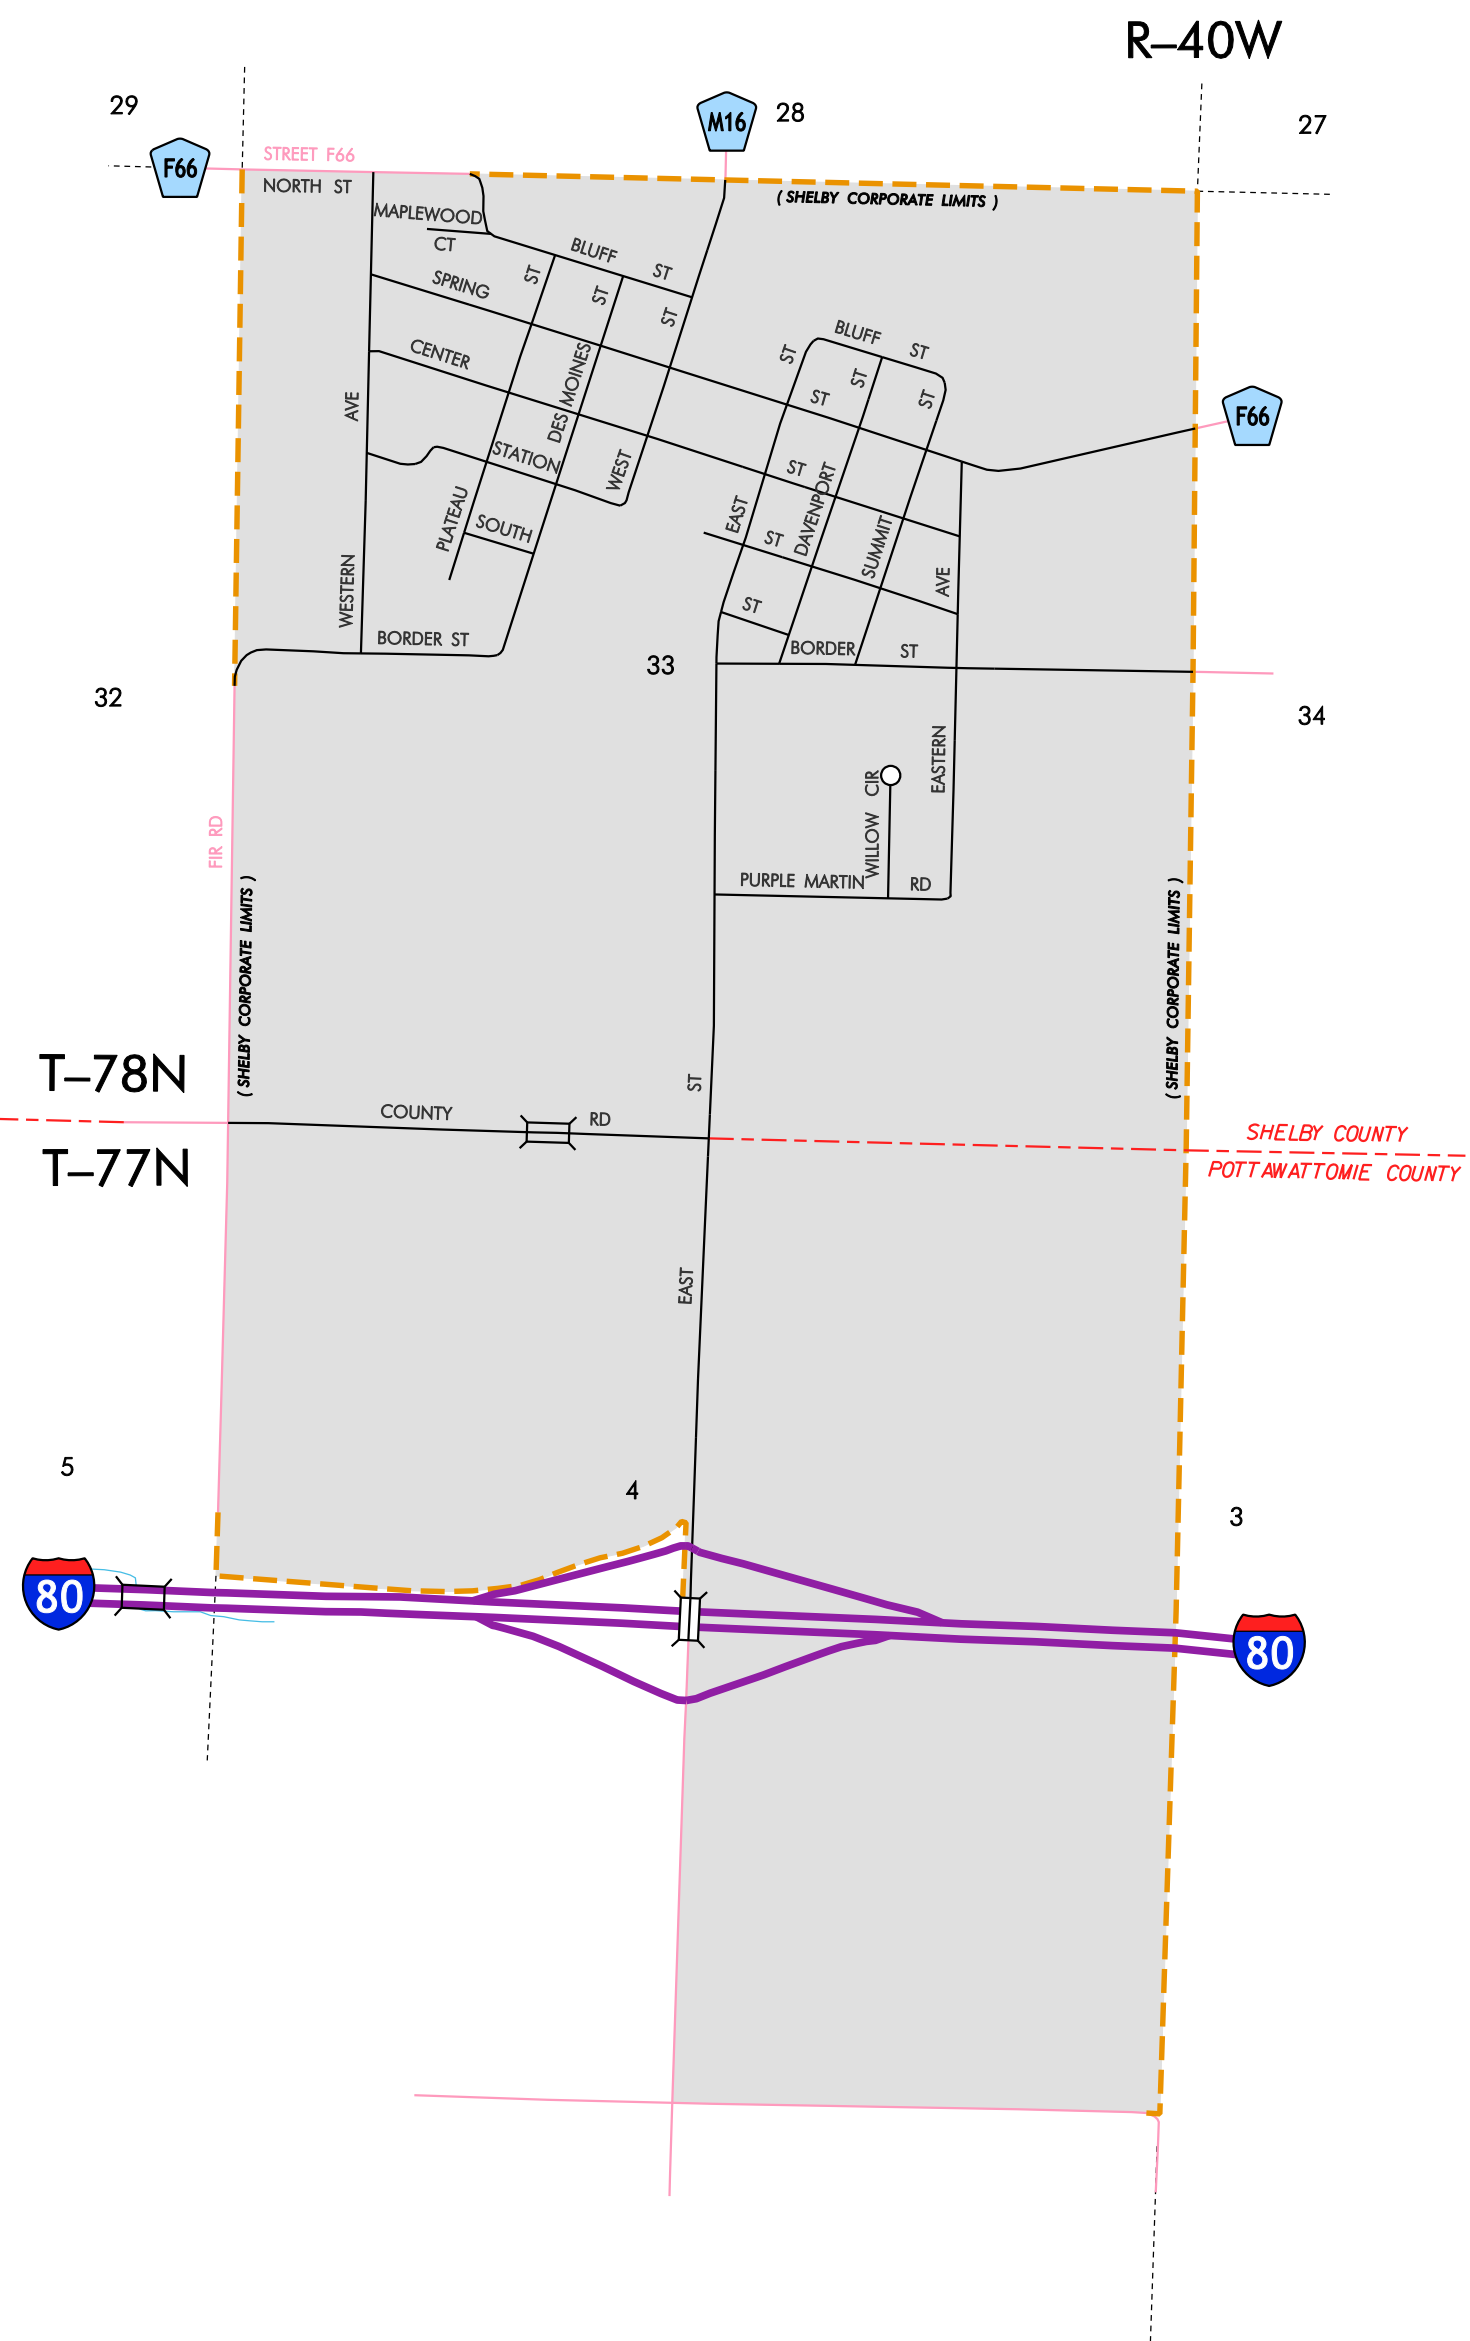 R–40W
29
M16
28
27
F66
STREET F66
NORTH ST
( SHELBY CORPORATE LIMITS )
MAPLEWOOD
CT
BLUFF ST
ST
ST
ST
SPRING
BLUFF ST
ST
ST
ST
CENTER
DES MOINES
ST
AVE
F66
STATION
WEST
ST
DAVENPORT
PLATEAU
SOUTH
EAST
ST
SUMMIT
WESTERN
AVE
ST
BORDER ST
BORDER ST
33
32
34
EASTERN
WILLOW CIR
FIR RD
PURPLE MARTIN RD
( SHELBY CORPORATE LIMITS )
( SHELBY CORPORATE LIMITS )
T–78N
ST
COUNTY RD
SHELBY COUNTY
T–77N
POTTAWATTOMIE COUNTY
EAST
5
4
3
80
80